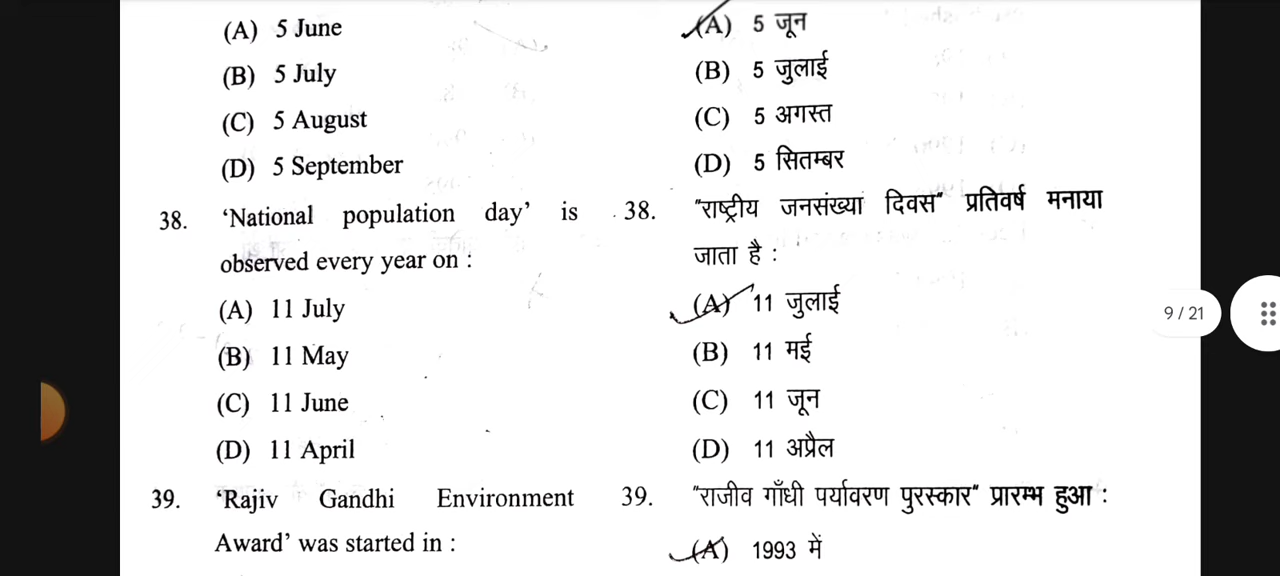 (A) 5 June
(B) 5 July
(C) 5 August
(D) 5 September
38. ‘National population day’ is
observed every year on :
(A) 11 July
(B) 11 May
(C) 11 June
(D) 11 April
39. ‘Rajiv Gandhi Environment
Award’ was started in :
(A) 5 जून
(B) 5 जुलाई
(C) 5 अगस्त
(D) 5 सितम्बर
38. "राष्ट्रीय जनसंख्या दिवस" प्रतिवर्ष मनाया
जाता है :
(A) 11 जुलाई
(B) 11 मई
(C) 11 जून
(D) 11 अप्रैल
39. "राजीव गाँधी पर्यावरण पुरस्कार" प्रारम्भ हुआ :
(A) 1993 में
9 / 21